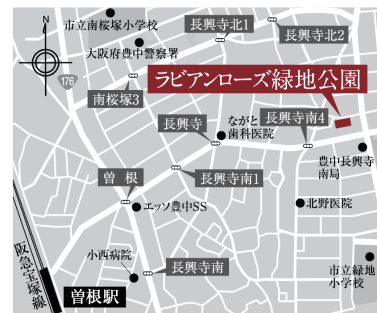 市立南桜塚小学校
N
長興寺北1
長興寺北2
大阪府豊中警察署
176
ラビアンローズ緑地公園
南桜塚3
長興寺
ながと
歯科医院
長興寺南4
豊中長興寺
南局
曽 根
長興寺南1
エッソ豊中SS
北野医院
小西病院
長興寺南
市立緑地
小学校
阪急宝塚線
曽根駅